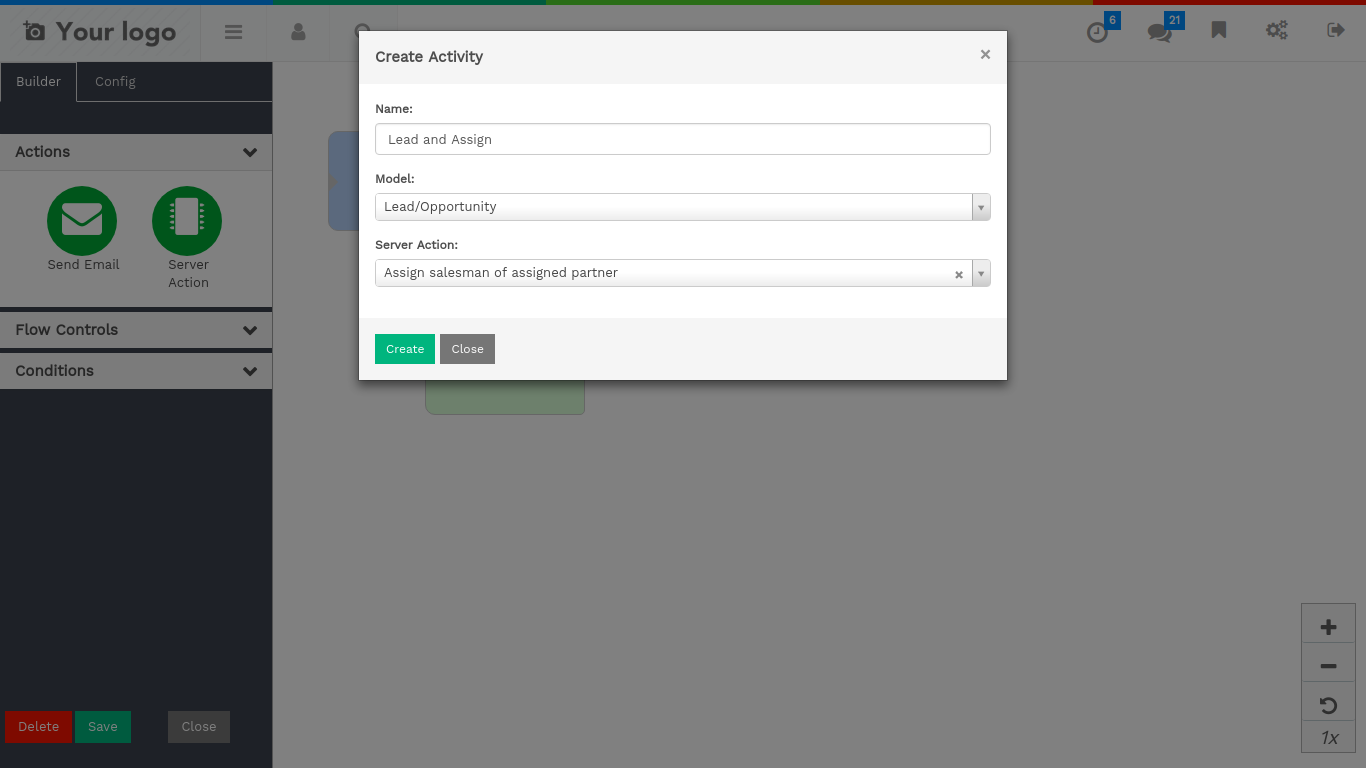 Your logo
6
21
Builder
Config
Actions
Send Email
Server
Action
Flow Controls
Conditions
Delete
Save
Close
Create Activity
×
Name:
Lead and Assign
Model:
Lead/Opportunity
Server Action:
Assign salesman of assigned partner
Create
Close
1x